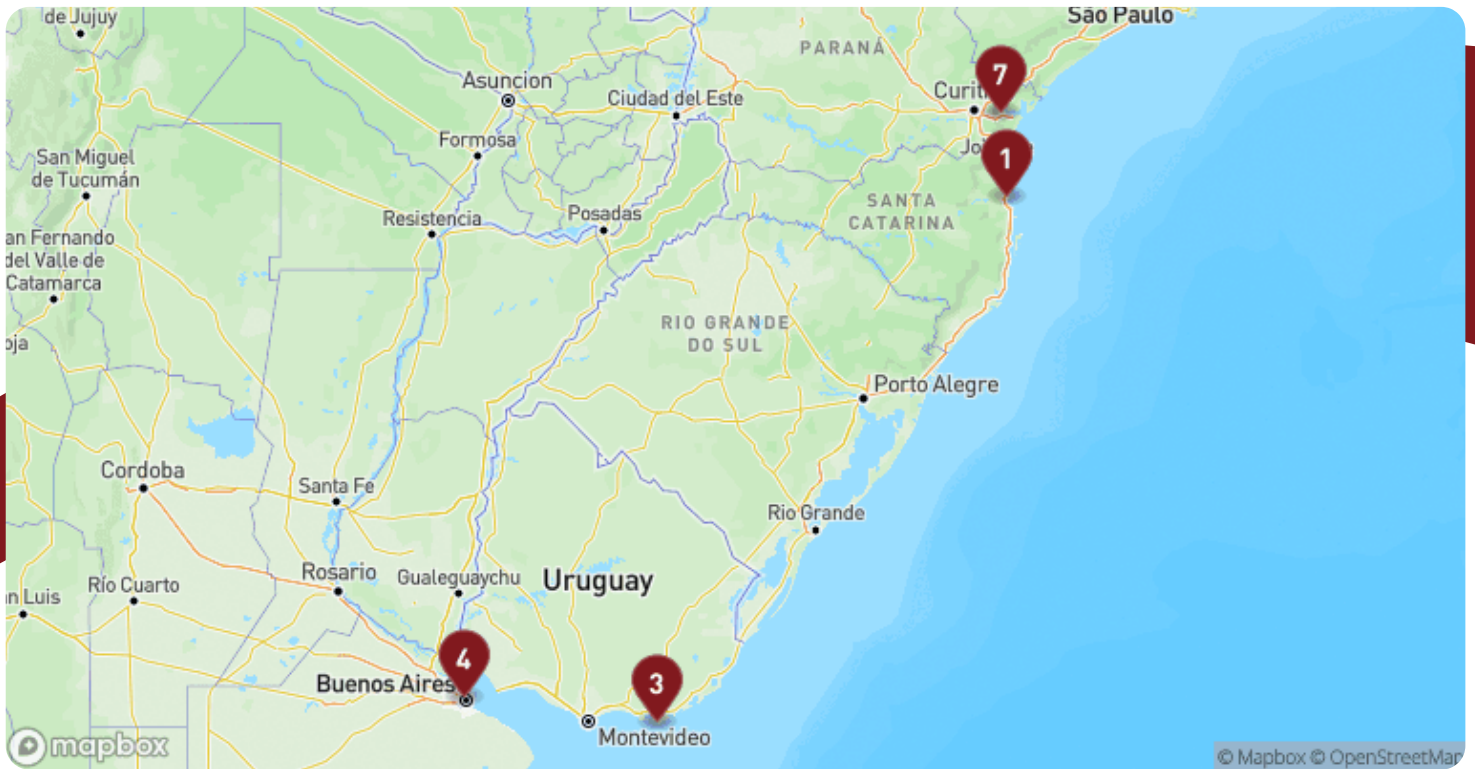 de Jujuy
São Paulo
PARANÁ
7
Asuncion
Curit
Ciudad del Este
Formosa
Jo
1
San Miguel
de Tucumán
SANTA
CATARINA
Resistencia
Posadas
an Fernando
del Valle de
Catamarca
RIO GRANDE
DO SUL
oja
Porto Alegre
Cordoba
Santa Fe
Rio Grande
Rosario
Gualeguaychu
Uruguay
Río Cuarto
n Luis
4
Buenos Aires
3
Montevideo
mapbox
© Mapbox © OpenStreetMap